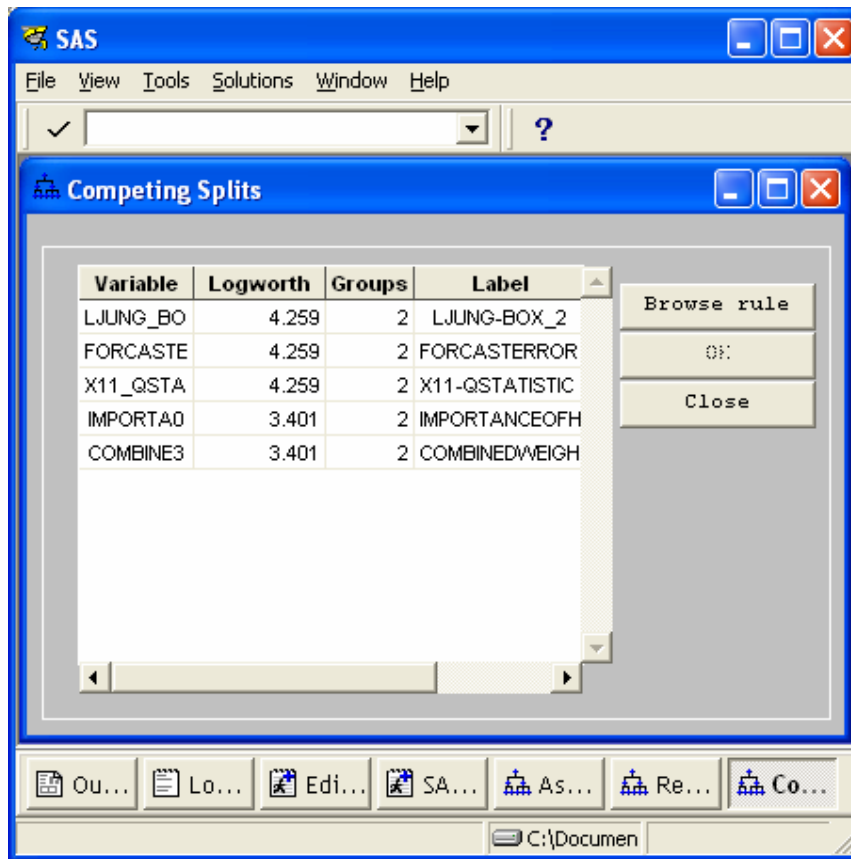 SAS
File View Tools Solutions Window Help
?
Competing Splits
Variable Logworth Groups Label
LJUNG_BO 4.259 2 LJUNG-BOX_2
FORCASTE 4.259 2 FORCASTERROR
X11_QSTA 4.259 2 X11-QSTATISTIC
IMPORTA0 3.401 2 IMPORTANCEOFH
COMBINE3 3.401 2 COMBINEDWEIGH
Browse rule
OK
Close
Ou... Lo... Edi... SA... As... Re... Co...
C:\Documen